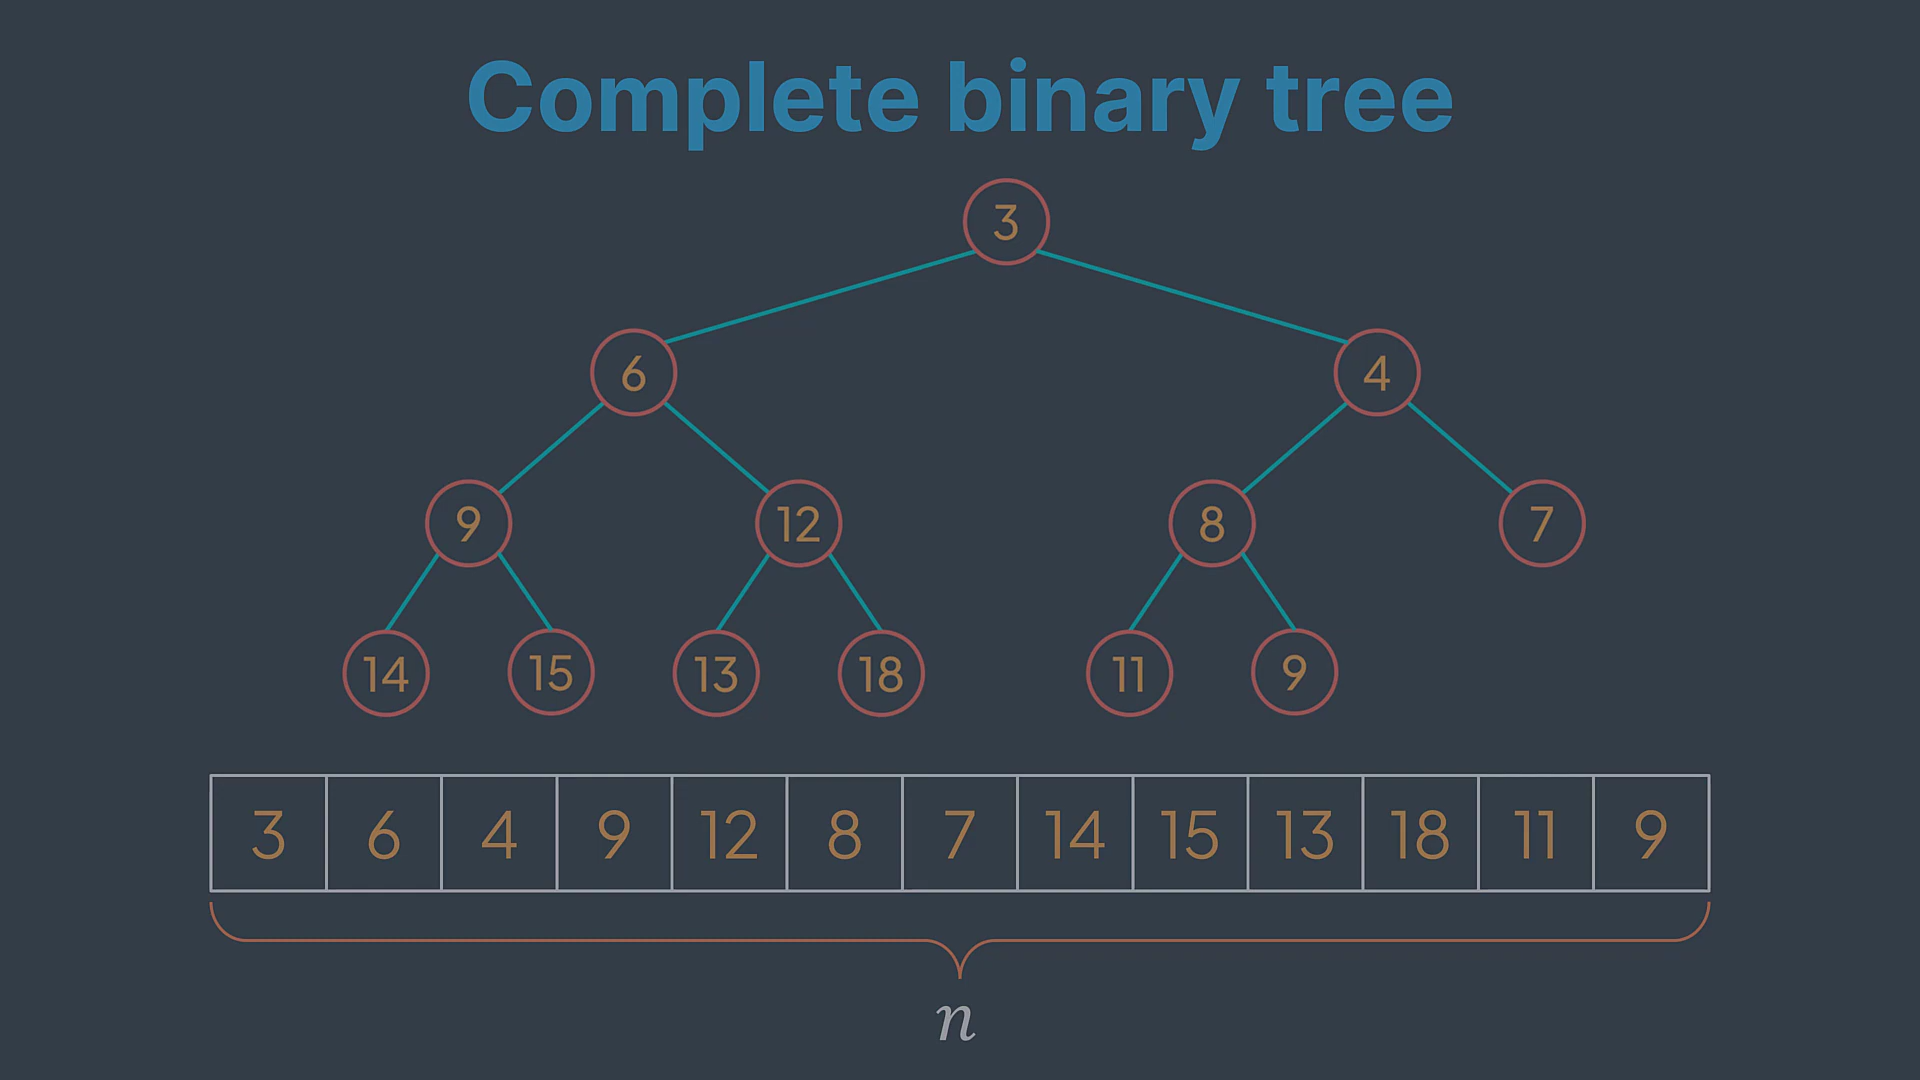 Complete binary tree
3
6 4
9 12 8 7
14 15 13 18 11 9
3 6 4 9 12 8 7 14 15 13 18 11 9
n